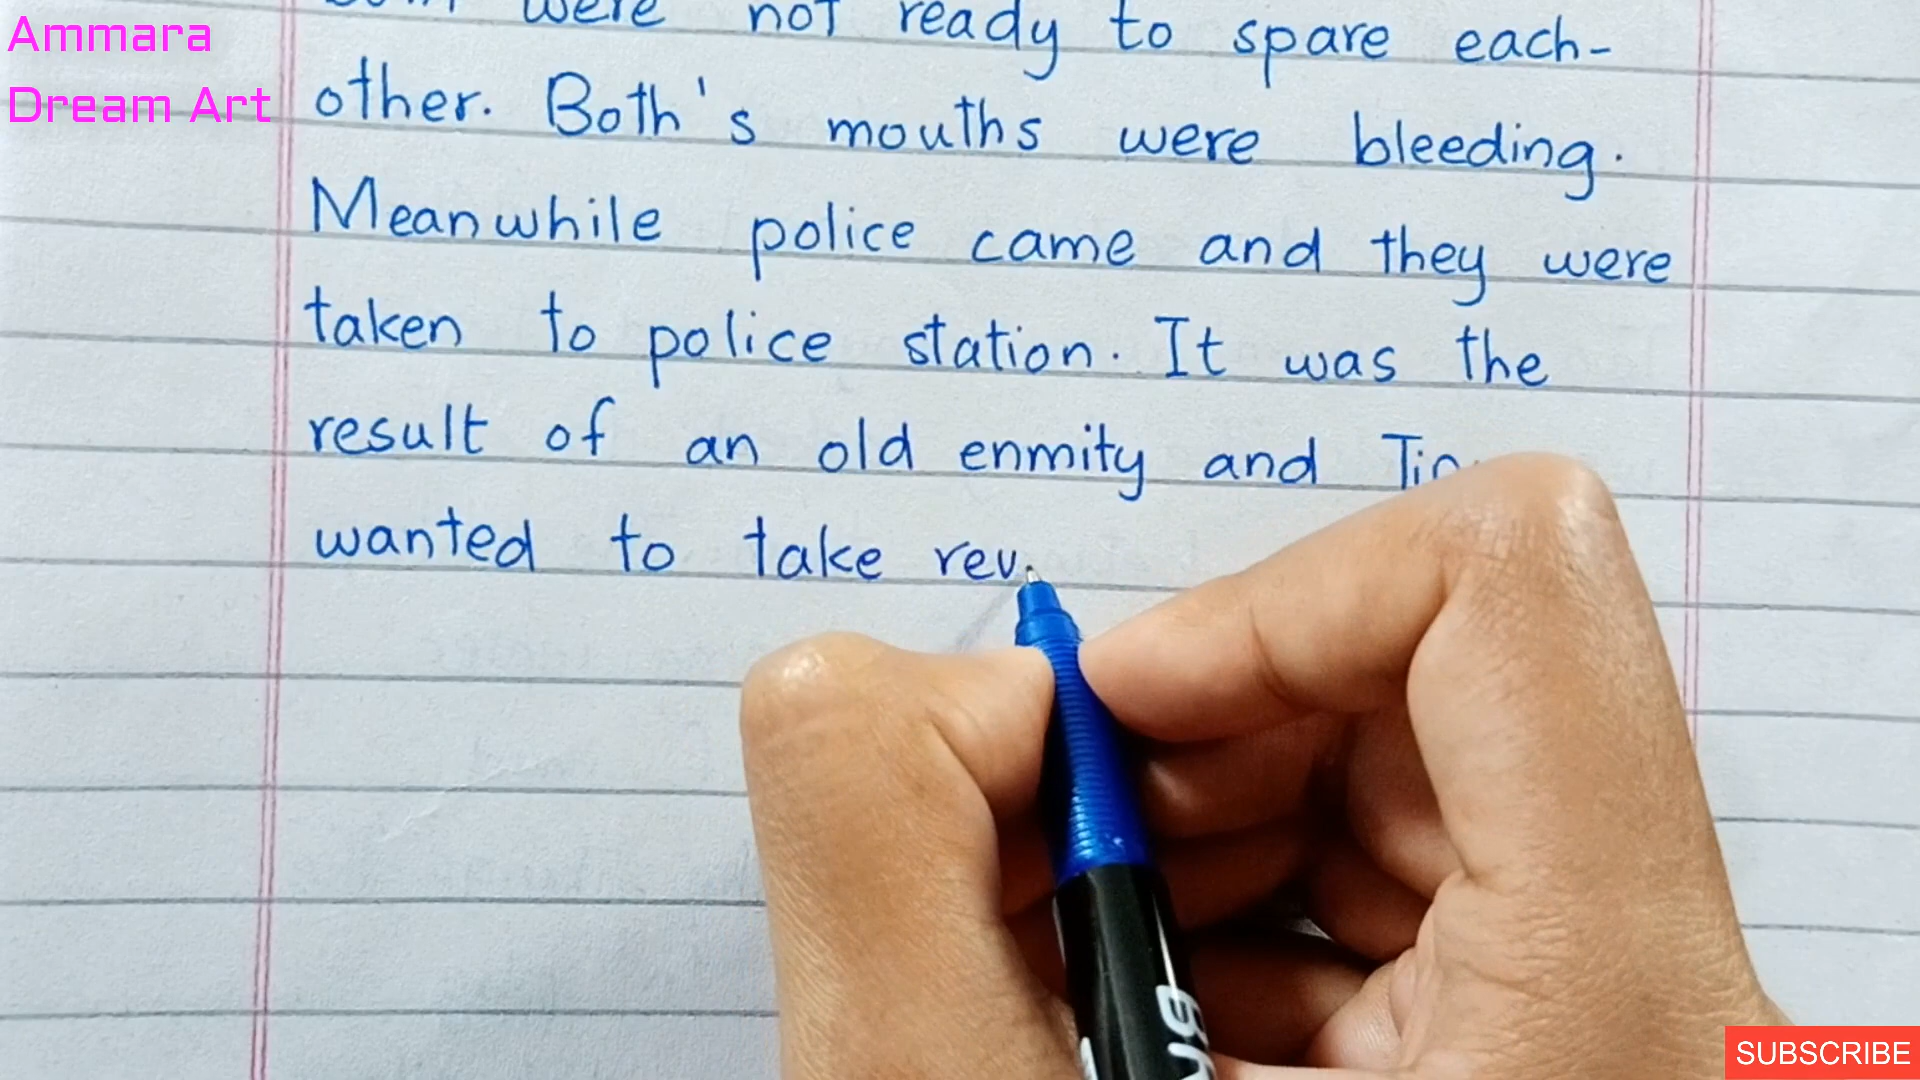 Ammara
Dream Art
were not ready to spare each-
other. Both's mouths were bleeding.
Meanwhile police came and they were
taken to police station. It was the
result of an old enmity and
wanted to take rev
SUBSCRIBE